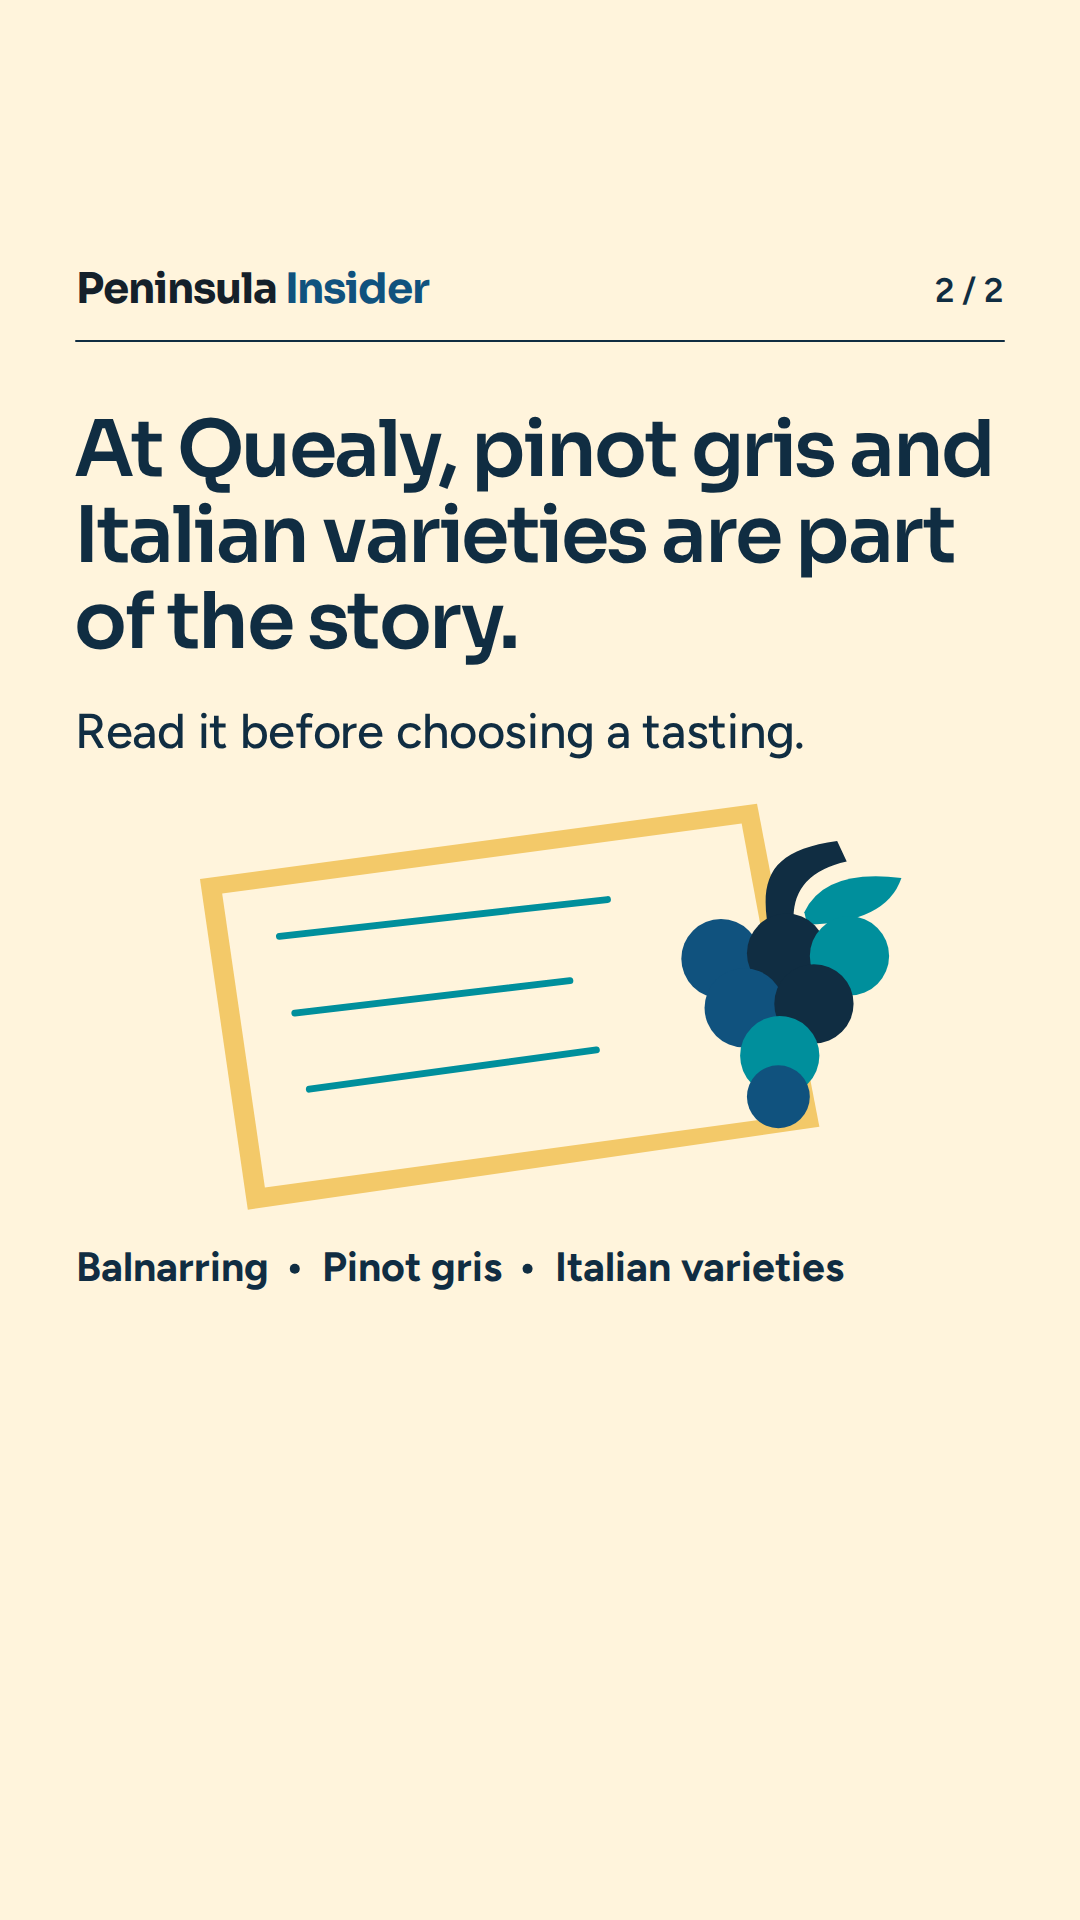 Peninsula Insider
2 / 2
At Quealy, pinot gris and
Italian varieties are part
of the story.
Read it before choosing a tasting.
Balnarring • Pinot gris • Italian varieties